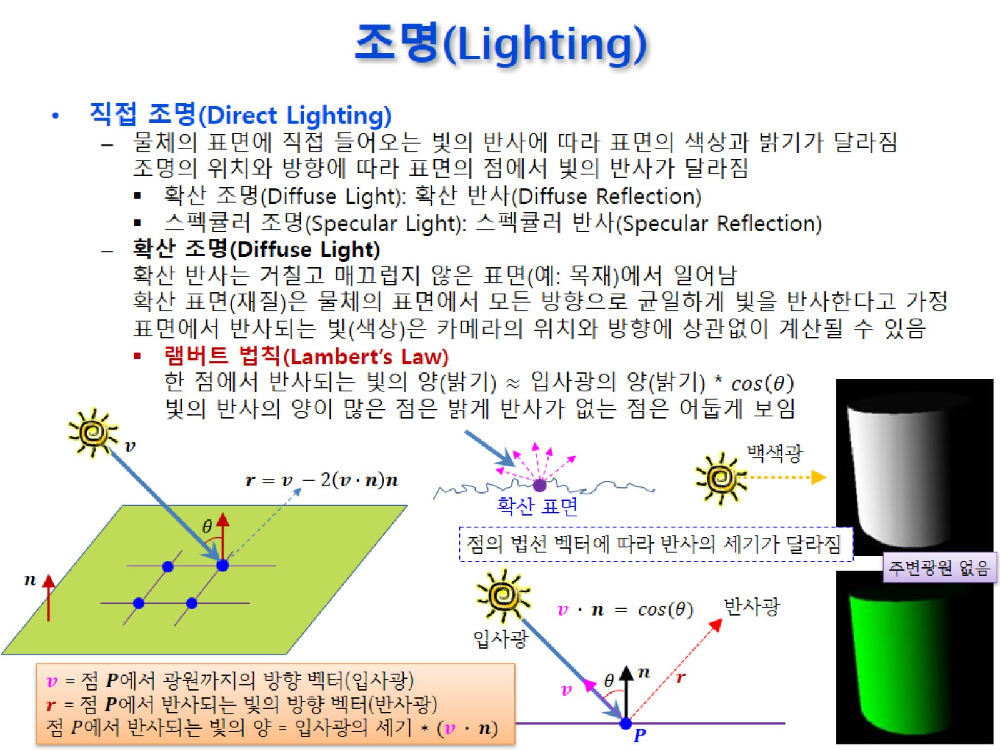 조명(Lighting)
• 직접 조명(Direct Lighting)
– 물체의 표면에 직접 들어오는 빛의 반사에 따라 표면의 색상과 밝기가 달라짐
조명의 위치와 방향에 따라 표면의 점에서 빛의 반사가 달라짐
▪ 확산 조명(Diffuse Light): 확산 반사(Diffuse Reflection)
▪ 스펙큘러 조명(Specular Light): 스펙큘러 반사(Specular Reflection)
– 확산 조명(Diffuse Light)
확산 반사는 거칠고 매끄럽지 않은 표면(예: 목재)에서 일어남
확산 표면(재질)은 물체의 표면에서 모든 방향으로 균일하게 빛을 반사한다고 가정
표면에서 반사되는 빛(색상)은 카메라의 위치와 방향에 상관없이 계산될 수 있음
▪ 램버트 법칙(Lambert's Law)
한 점에서 반사되는 빛의 양(밝기) ≈ 입사광의 양(밝기) * cos(θ)
빛의 반사의 양이 많은 점은 밝게 반사가 없는 점은 어둡게 보임
v
r = v − 2(v · n)n
θ
n
확산 표면
백색광
점의 법선 벡터에 따라 반사의 세기가 달라짐
주변광원 없음
v · n = cos(θ)
반사광
입사광
θ
n
v
r
P
v = 점 P에서 광원까지의 방향 벡터(입사광)
r = 점 P에서 반사되는 빛의 방향 벡터(반사광)
점 P에서 반사되는 빛의 양 = 입사광의 세기 * (v · n)